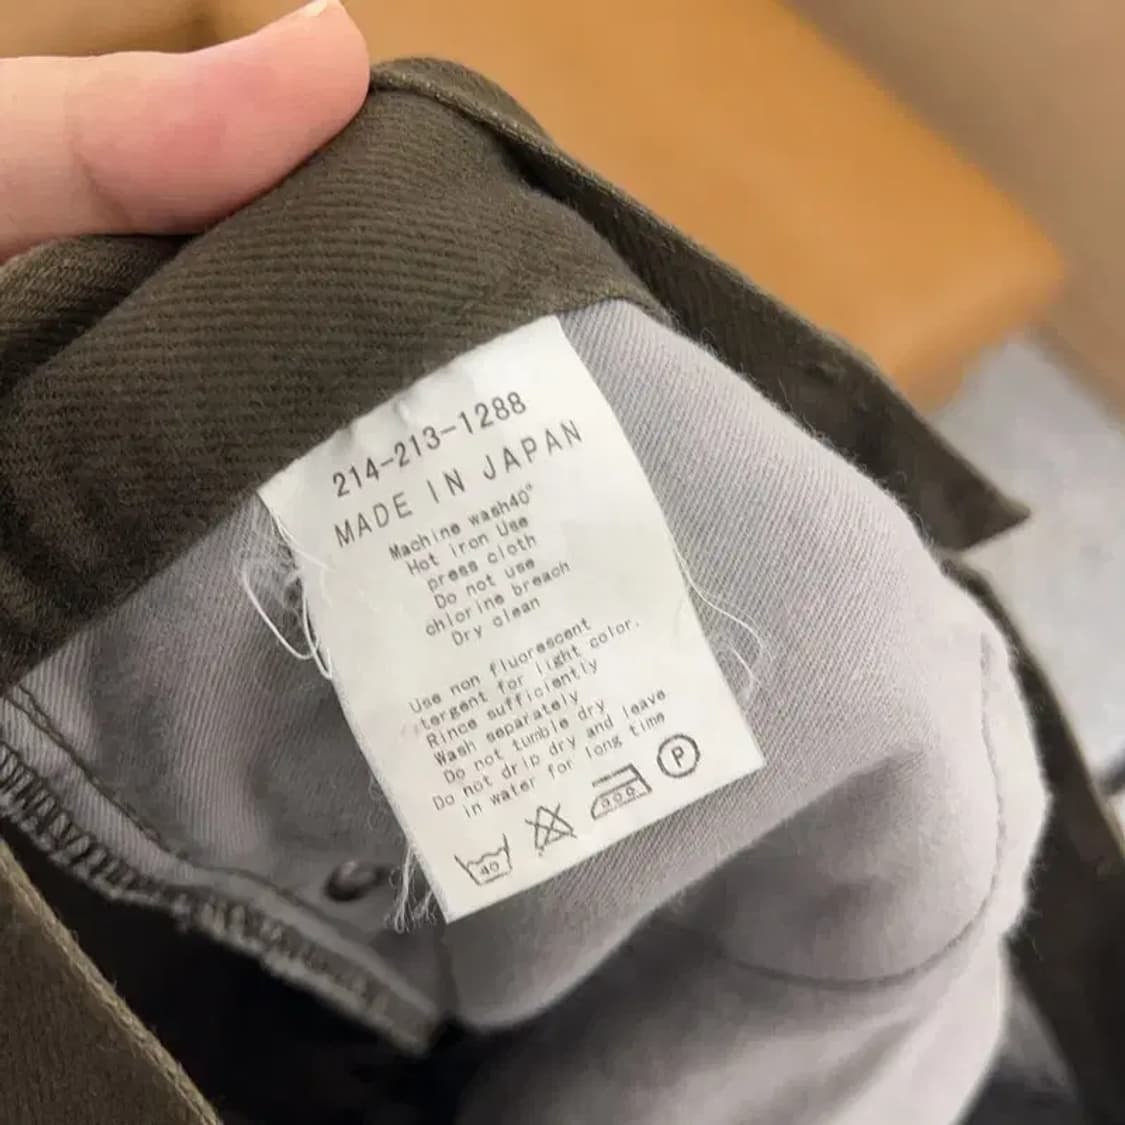 214-213-1288
MADE IN JAPAN
Machine wash40°
Hot iron Use
press cloth
Do not use
chlorine breach
Dry clean
Use non fluorescent
tergent for light color.
Rince sufficiently
Wash separately
Do not tumble dry
Do not drip dry and leave
in water for long time
40
P